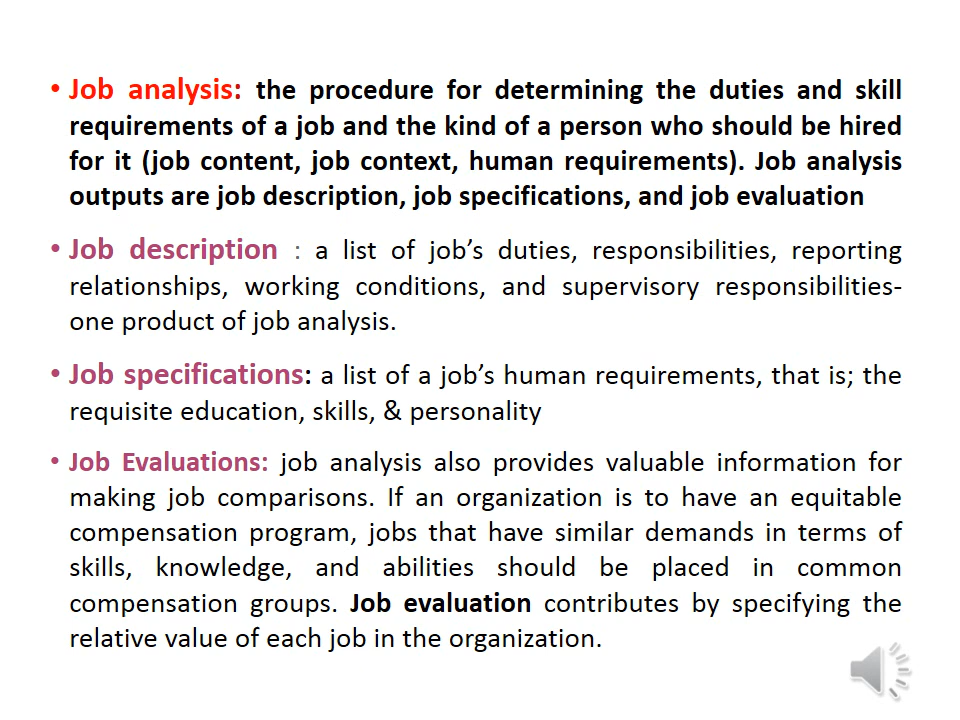 • Job analysis: the procedure for determining the duties and skill
requirements of a job and the kind of a person who should be hired
for it (job content, job context, human requirements). Job analysis
outputs are job description, job specifications, and job evaluation
• Job description : a list of job’s duties, responsibilities, reporting
relationships, working conditions, and supervisory responsibilities-
one product of job analysis.
• Job specifications: a list of a job’s human requirements, that is; the
requisite education, skills, & personality
• Job Evaluations: job analysis also provides valuable information for
making job comparisons. If an organization is to have an equitable
compensation program, jobs that have similar demands in terms of
skills, knowledge, and abilities should be placed in common
compensation groups. Job evaluation contributes by specifying the
relative value of each job in the organization.